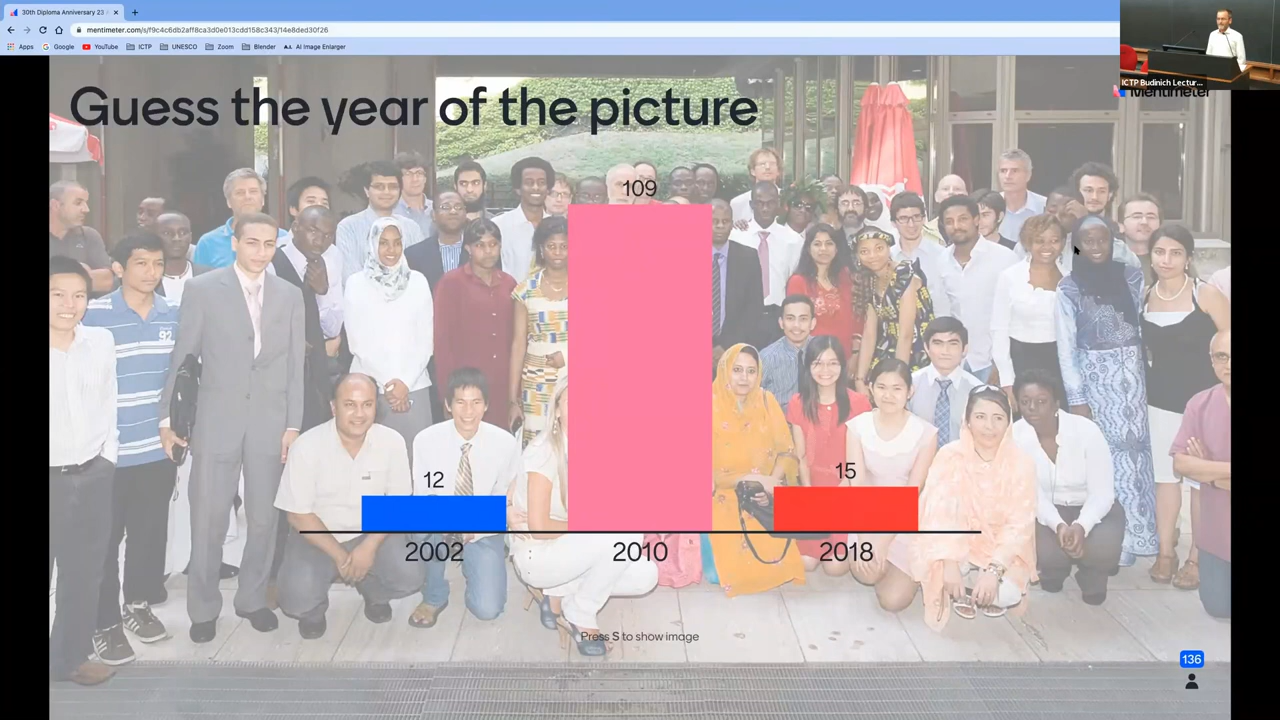 30th Diploma Anniversary 23
mentimeter.com/s/f9c4c6db2aff8ca3d0e013cdd158c343/14e8ded30f26
Apps Google YouTube ICTP UNESCO Zoom Blender AI Image Enlarger
ICTP Budinich Lectur...
Mentimeter
Guess the year of the picture
109
12
15
2002 2010 2018
92
Press S to show image
136